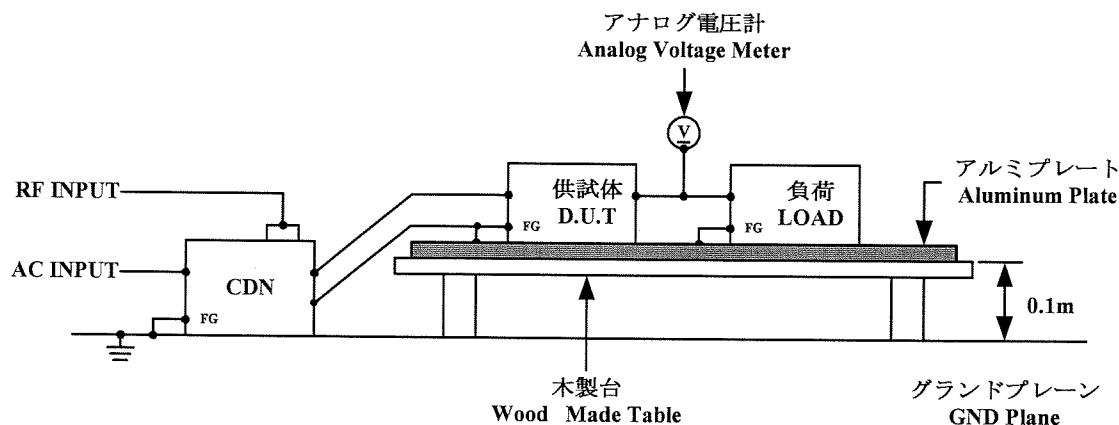 アナログ電圧計
Analog Voltage Meter
V
アルミプレート
Aluminum Plate
RF INPUT
供試体
D.U.T
FG
負荷
LOAD
FG
AC INPUT
CDN
FG
0.1m
木製台
Wood Made Table
グランドプレーン
GND Plane